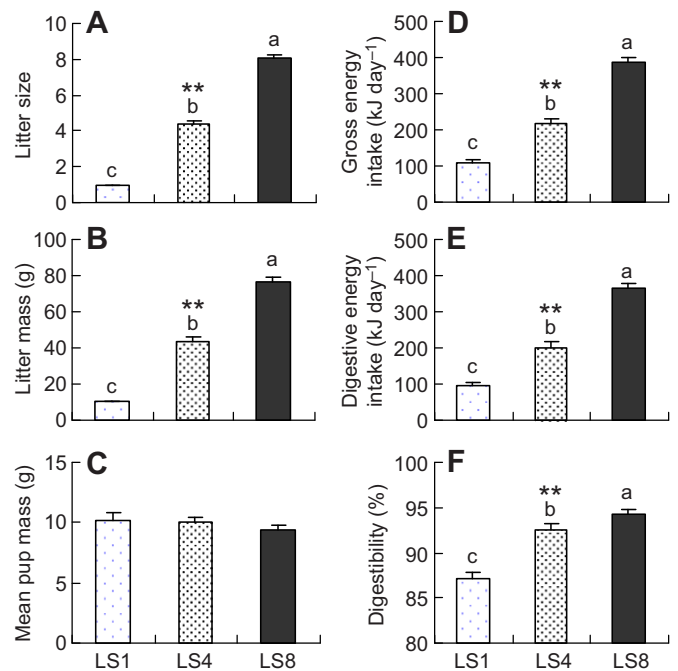 A
Litter size
10
8
6
4
2
0
c
**
b
a
B
Litter mass (g)
100
80
60
40
20
0
c
**
b
a
C
Mean pup mass (g)
15
10
5
0
LS1
LS4
LS8
D
Gross energy
intake (kJ day⁻¹)
500
400
300
200
100
0
c
**
b
a
E
Digestive energy
intake (kJ day⁻¹)
500
400
300
200
100
0
c
**
b
a
F
Digestibility (%)
100
95
90
85
80
c
**
b
a
LS1
LS4
LS8